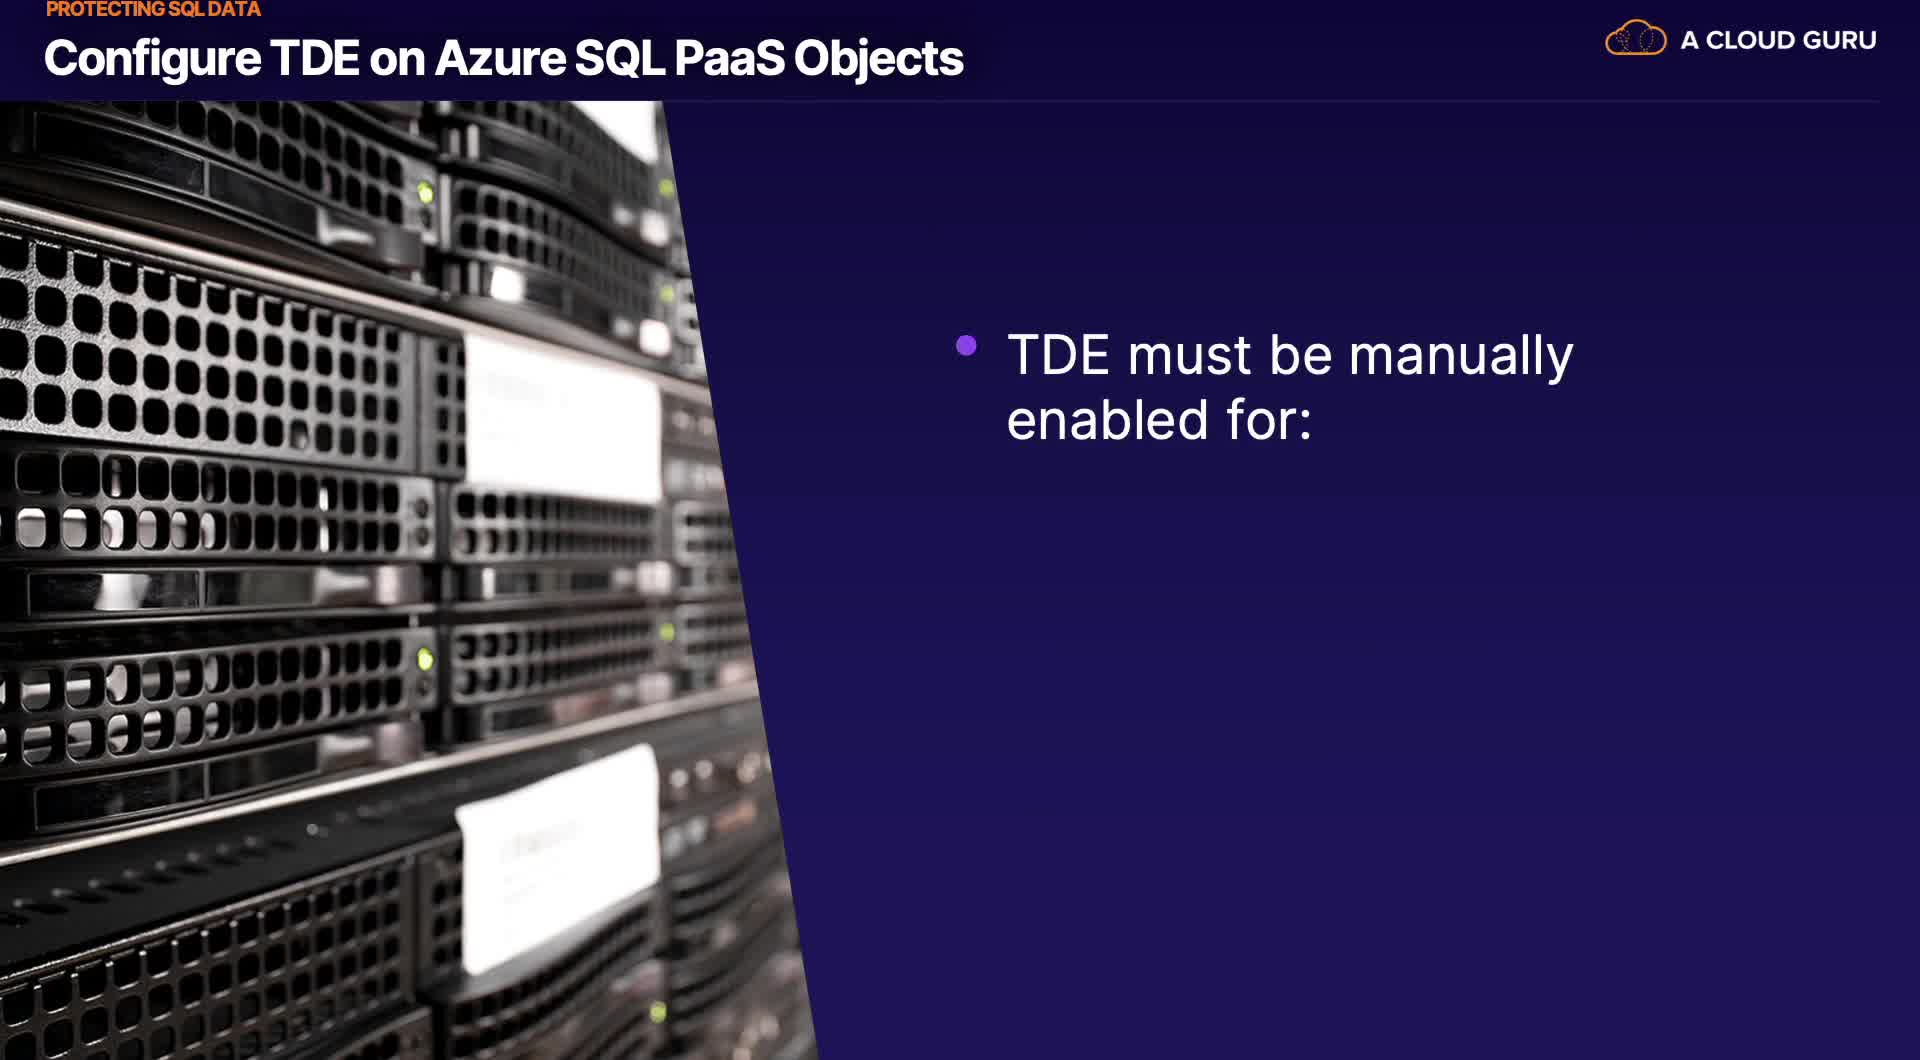 PROTECTING SQL DATA
Configure TDE on Azure SQL PaaS Objects
A CLOUD GURU
TDE must be manually
enabled for: